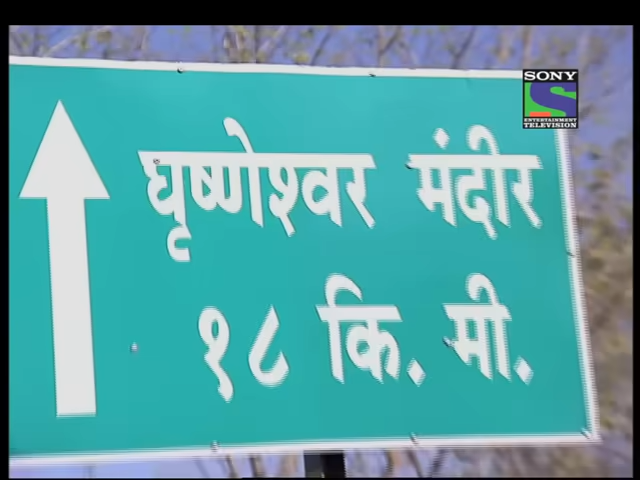 SONY
ENTERTAINMENT
TELEVISION
घृष्णेश्वर मंदीर
१८ कि. मी.